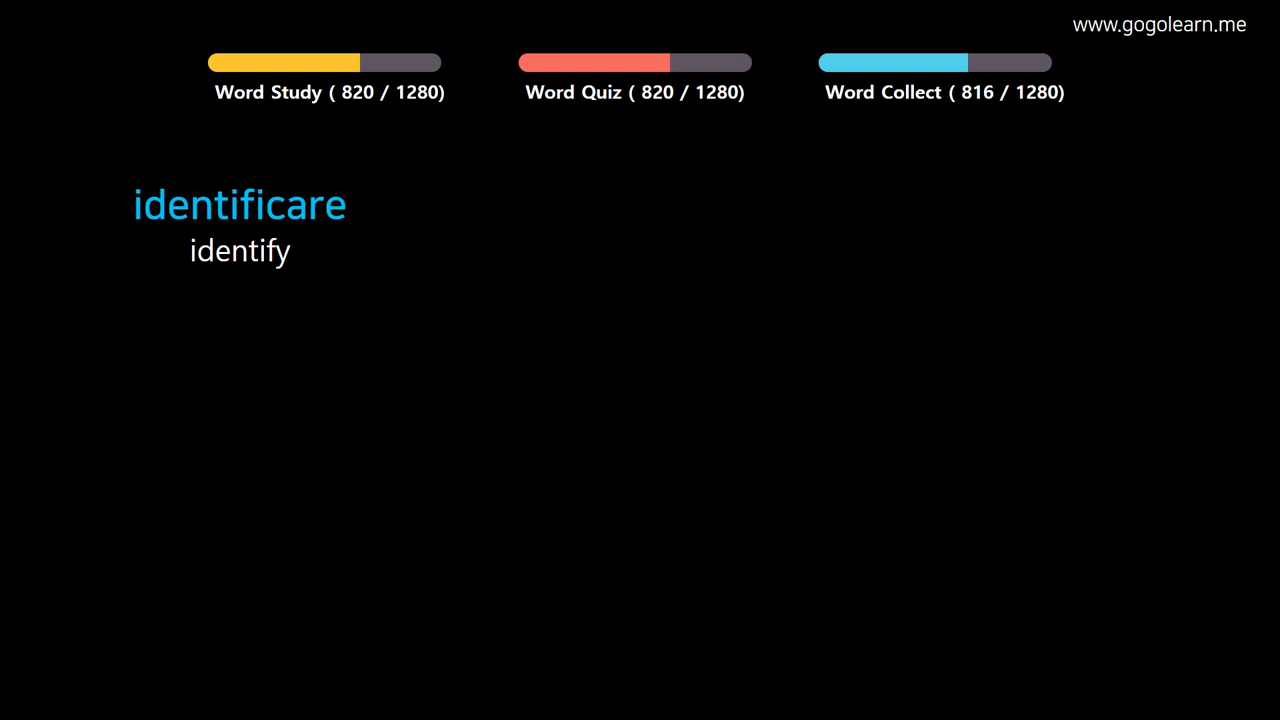 www.gogolearn.me
Word Study ( 820 / 1280)
Word Quiz ( 820 / 1280)
Word Collect ( 816 / 1280)
identificare
identify